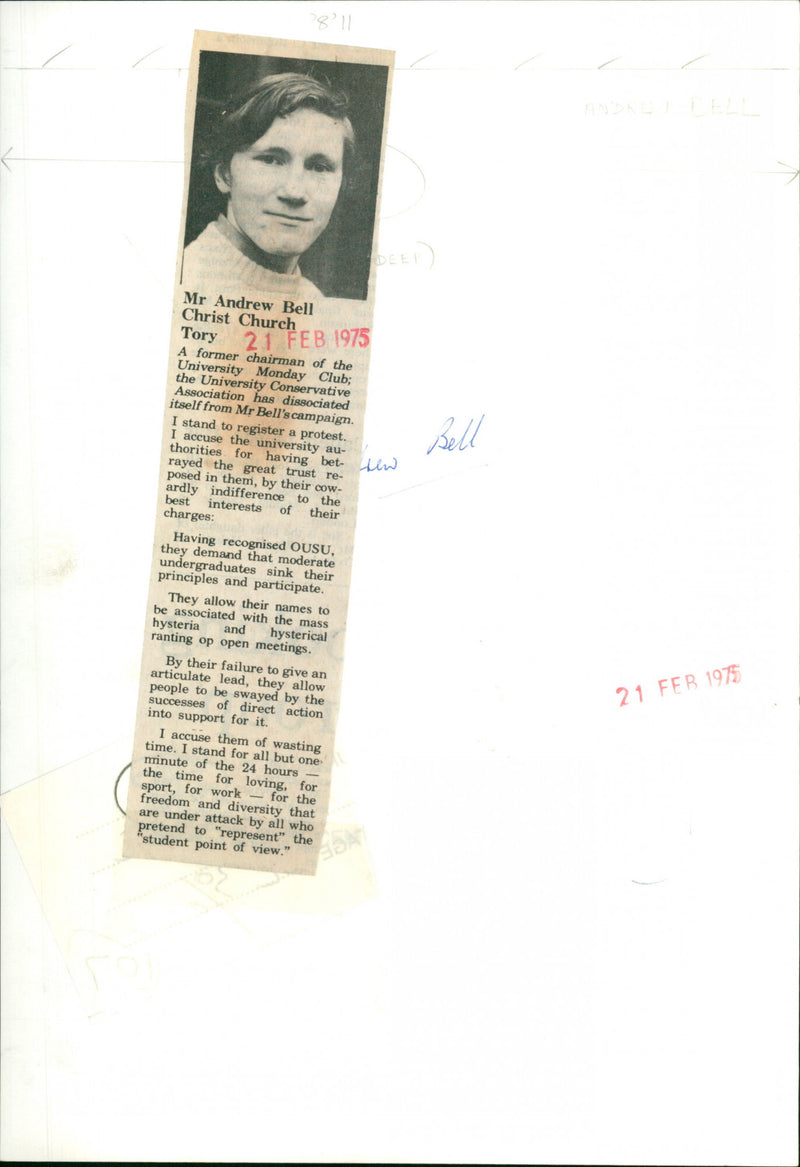 8'11
ANDREW BELL
DEEP)
Mr Andrew Bell
Christ Church
Tory
21 FEB 1975
A former chairman of the
University Monday Club;
the University Conservative
Association has dissociated
itself from Mr Bell's campaign.
I stand to register a protest.
I accuse the university au-
thorities for having bet-
rayed the great trust re-
posed in them, by their cow-
ardly indifference to the
best interests of their
charges:
Bell
Having recognised OUSU,
they demand that moderate
undergraduates sink their
principles and participate.
They allow their names to
be associated with the mass
hysteria and hysterical
ranting op open meetings.
By their failure to give an
articulate lead, they allow
people to be swayed by the
successes of direct action
into support for it.
21 FEB 1975
I accuse them of wasting
time. I stand for all but one
minute of the 24 hours —
the time for loving, for
sport, for work — for the
freedom and diversity that
are under attack by all who
pretend to "represent" the
"student point of view."